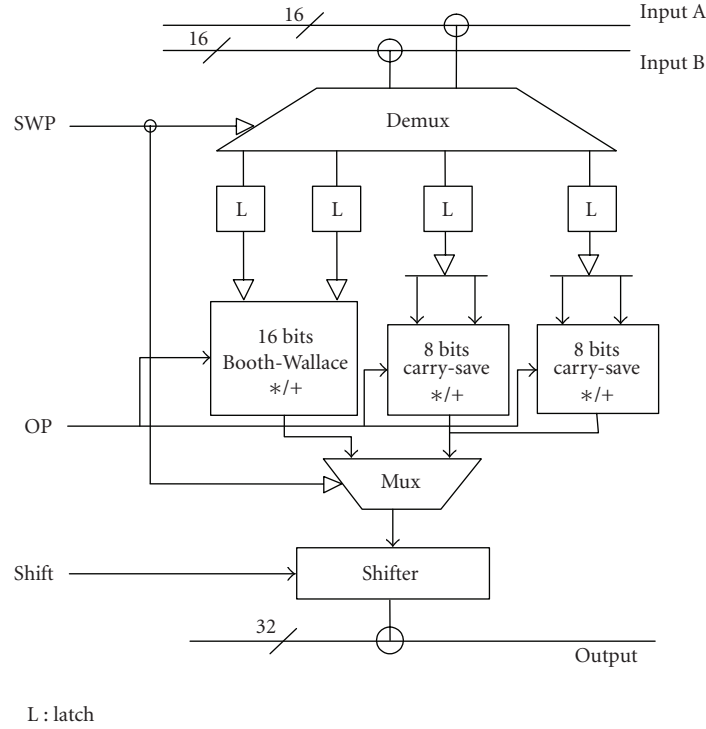 16
Input A
16
Input B
SWP
Demux
L
L
L
L
16 bits
Booth-Wallace
∗/+
8 bits
carry-save
∗/+
8 bits
carry-save
∗/+
OP
Mux
Shift
Shifter
32
Output
L : latch